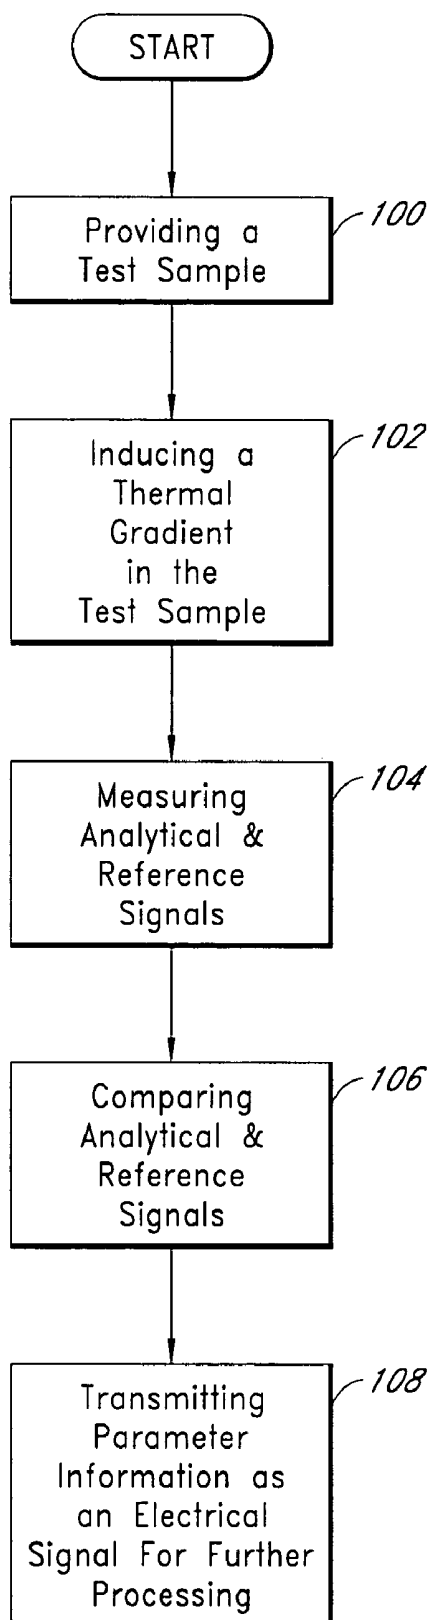 START
100
Providing a
Test Sample
102
Inducing a
Thermal
Gradient
in the
Test Sample
104
Measuring
Analytical &
Reference
Signals
106
Comparing
Analytical &
Reference
Signals
108
Transmitting
Parameter
Information as
an Electrical
Signal For Further
Processing